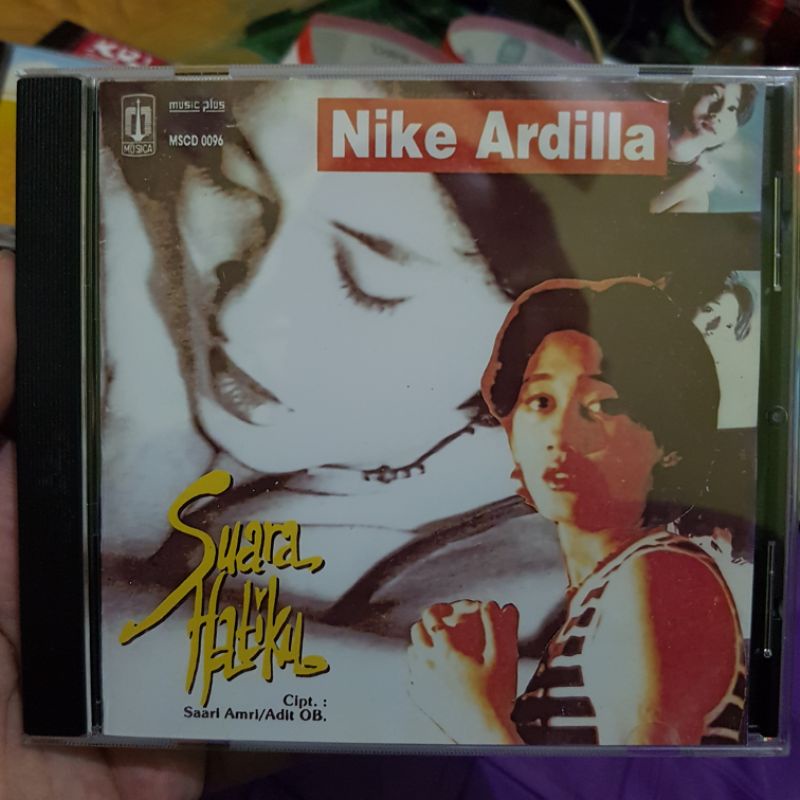 music plus
MUSICA
MSCD 0096
Nike Ardilla
Suara
Hatiku
Cipt. :
Saari Amri/Adit OB.